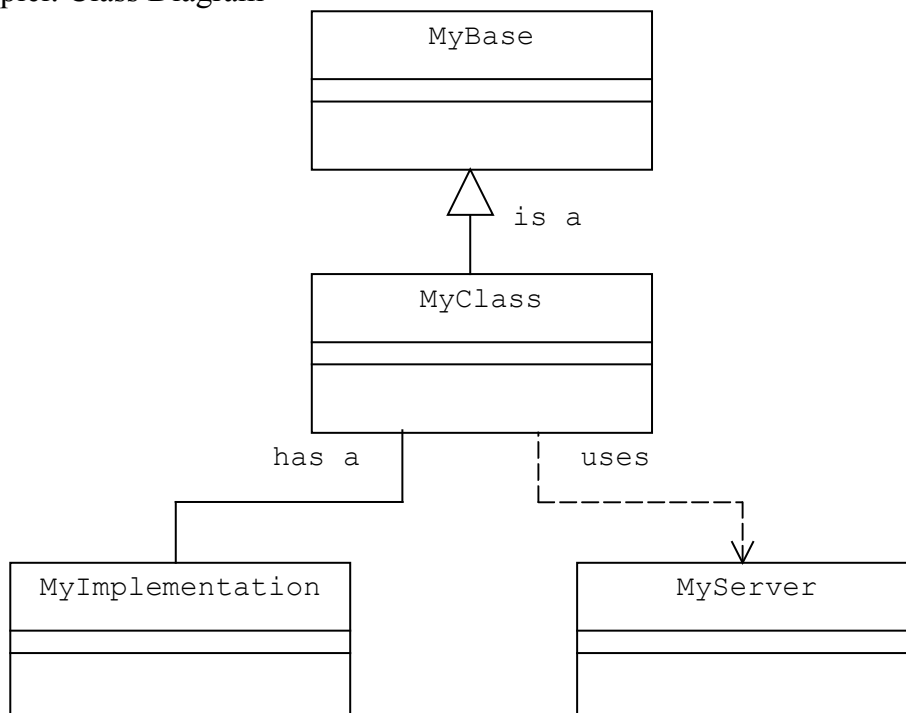 Class Diagram
MyBase
is a
MyClass
has a
uses
MyImplementation
MyServer